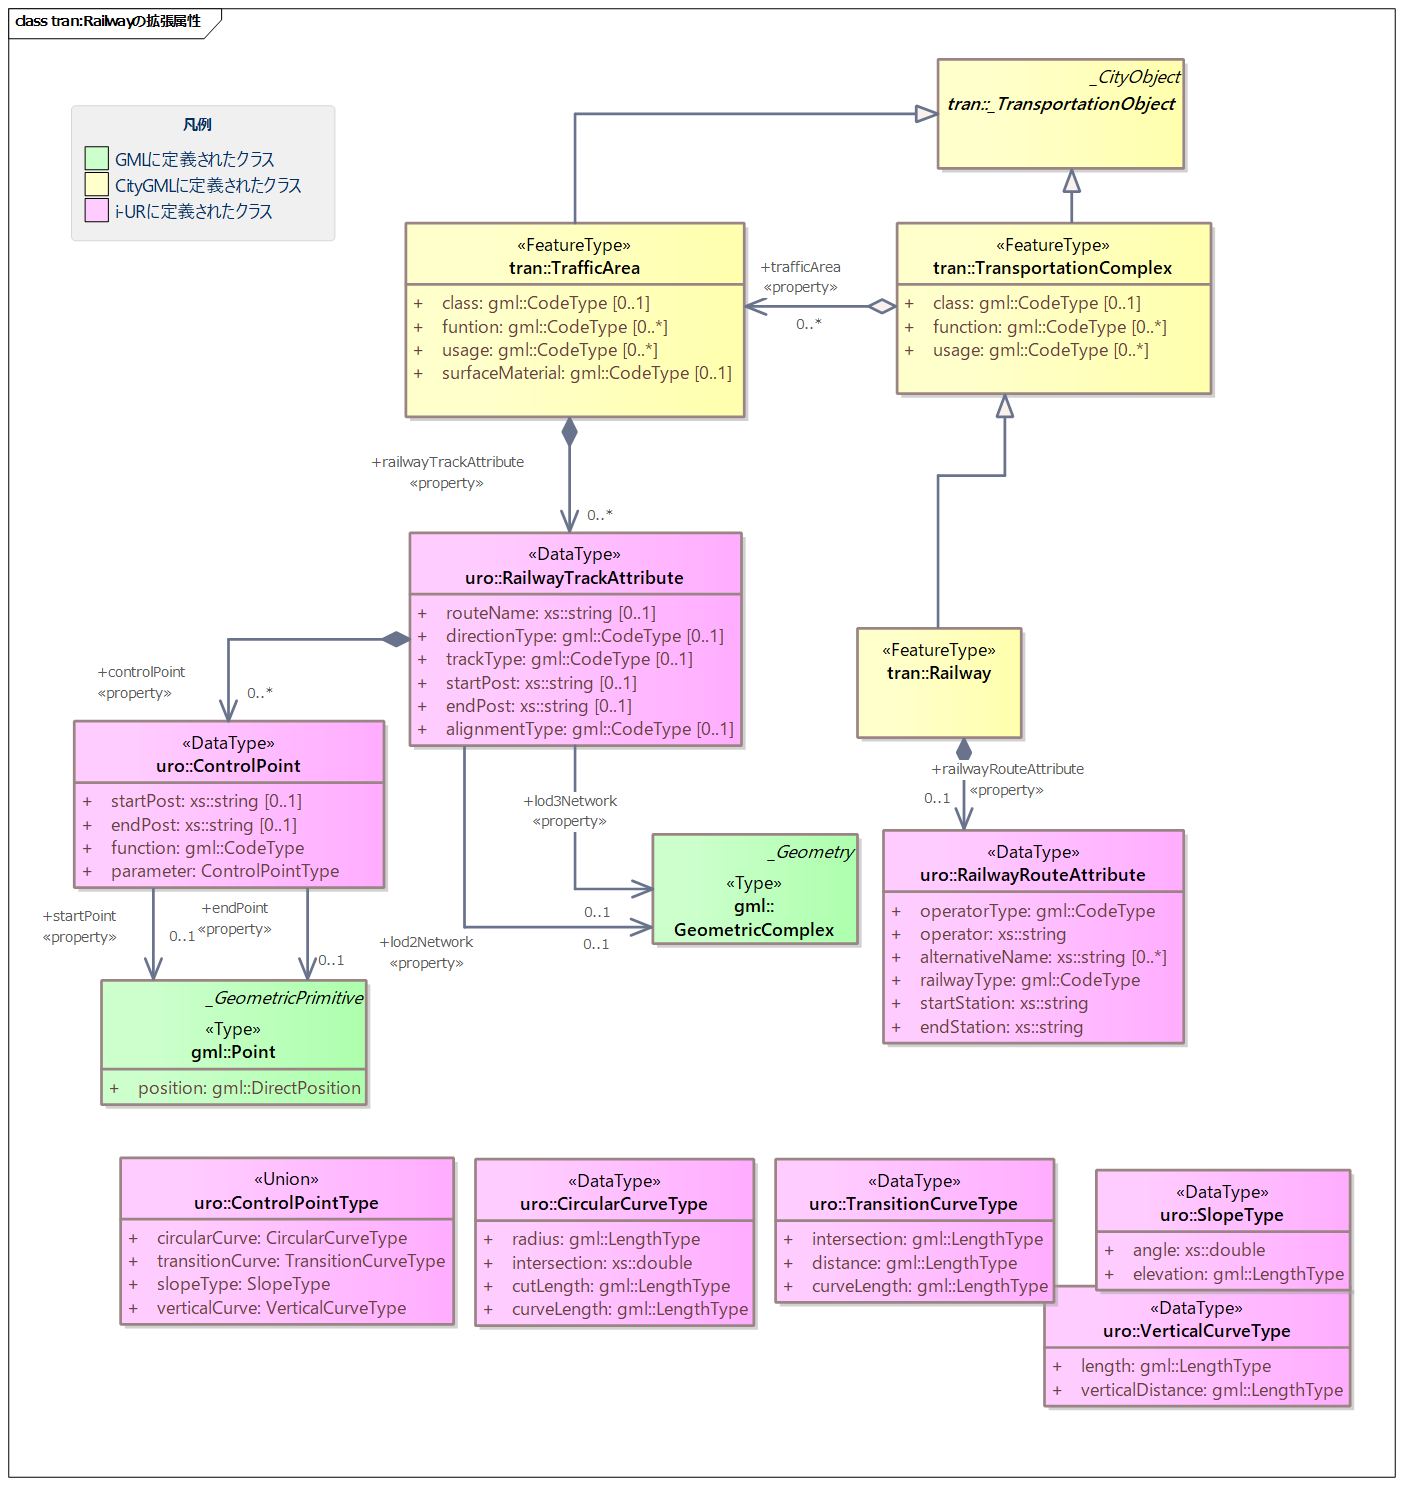 class tran:Railwayの拡張属性
凡例
GMLに定義されたクラス
CityGMLに定義されたクラス
i-URに定義されたクラス
_CityObject
tran::_TransportationObject
«FeatureType»
tran::TrafficArea
+ class: gml::CodeType [0..1]
+ funtion: gml::CodeType [0..*]
+ usage: gml::CodeType [0..*]
+ surfaceMaterial: gml::CodeType [0..1]
+trafficArea
«property»
0..*
«FeatureType»
tran::TransportationComplex
+ class: gml::CodeType [0..1]
+ function: gml::CodeType [0..*]
+ usage: gml::CodeType [0..*]
+railwayTrackAttribute
«property»
0..*
«DataType»
uro::RailwayTrackAttribute
+ routeName: xs::string [0..1]
+ directionType: gml::CodeType [0..1]
+ trackType: gml::CodeType [0..1]
+ startPost: xs::string [0..1]
+ endPost: xs::string [0..1]
+ alignmentType: gml::CodeType [0..1]
«FeatureType»
tran::Railway
+controlPoint
«property»
0..*
«DataType»
uro::ControlPoint
+ startPost: xs::string [0..1]
+ endPost: xs::string [0..1]
+ function: gml::CodeType
+ parameter: ControlPointType
+lod3Network
«property»
0..1
+lod2Network
«property»
0..1
_Geometry
«Type»
gml::
GeometricComplex
+railwayRouteAttribute
0..1
«property»
«DataType»
uro::RailwayRouteAttribute
+ operatorType: gml::CodeType
+ operator: xs::string
+ alternativeName: xs::string [0..*]
+ railwayType: gml::CodeType
+ startStation: xs::string
+ endStation: xs::string
+startPoint
«property»
0..1
+endPoint
«property»
0..1
_GeometricPrimitive
«Type»
gml::Point
+ position: gml::DirectPosition
«Union»
uro::ControlPointType
+ circularCurve: CircularCurveType
+ transitionCurve: TransitionCurveType
+ slopeType: SlopeType
+ verticalCurve: VerticalCurveType
«DataType»
uro::CircularCurveType
+ radius: gml::LengthType
+ intersection: xs::double
+ cutLength: gml::LengthType
+ curveLength: gml::LengthType
«DataType»
uro::TransitionCurveType
+ intersection: gml::LengthType
+ distance: gml::LengthType
+ curveLength: gml::LengthType
«DataType»
uro::SlopeType
+ angle: xs::double
+ elevation: gml::LengthType
«DataType»
uro::VerticalCurveType
+ length: gml::LengthType
+ verticalDistance: gml::LengthType